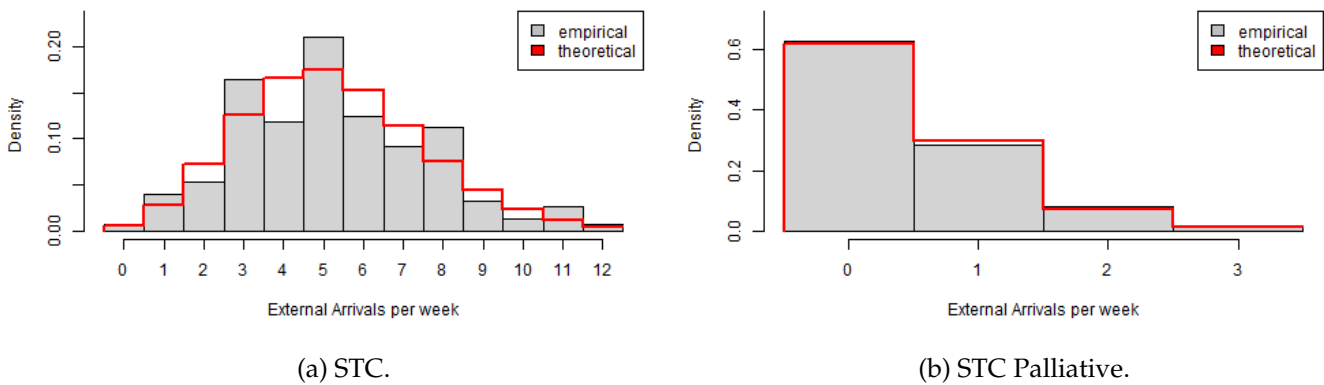 empirical
theoretical
Density
0.00
0.10
0.20
0 1 2 3 4 5 6 7 8 9 10 11 12
External Arrivals per week
(a) STC.
empirical
theoretical
Density
0.0
0.2
0.4
0.6
0 1 2 3
External Arrivals per week
(b) STC Palliative.